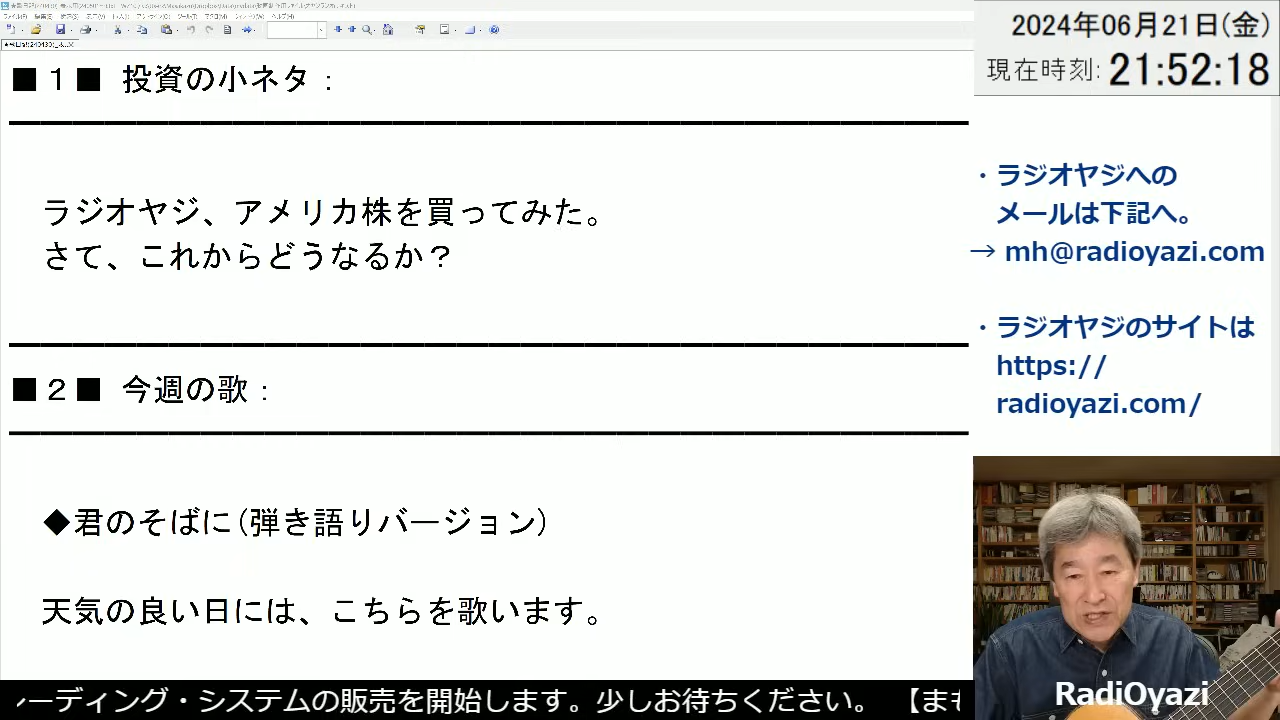 ■１■ 投資の小ネタ：
ラジオヤジ、アメリカ株を買ってみた。
さて、これからどうなるか？
■２■ 今週の歌：
◆君のそばに(弾き語りバージョン)
天気の良い日には、こちらを歌います。
2024年06月21日(金)
現在時刻: 21:52:18
・ラジオヤジへの
メールは下記へ。
→ mh@radioyazi.com
・ラジオヤジのサイトは
https://
radioyazi.com/
RadiOyazi
ーディング・システムの販売を開始します。少しお待ちください。 【まも